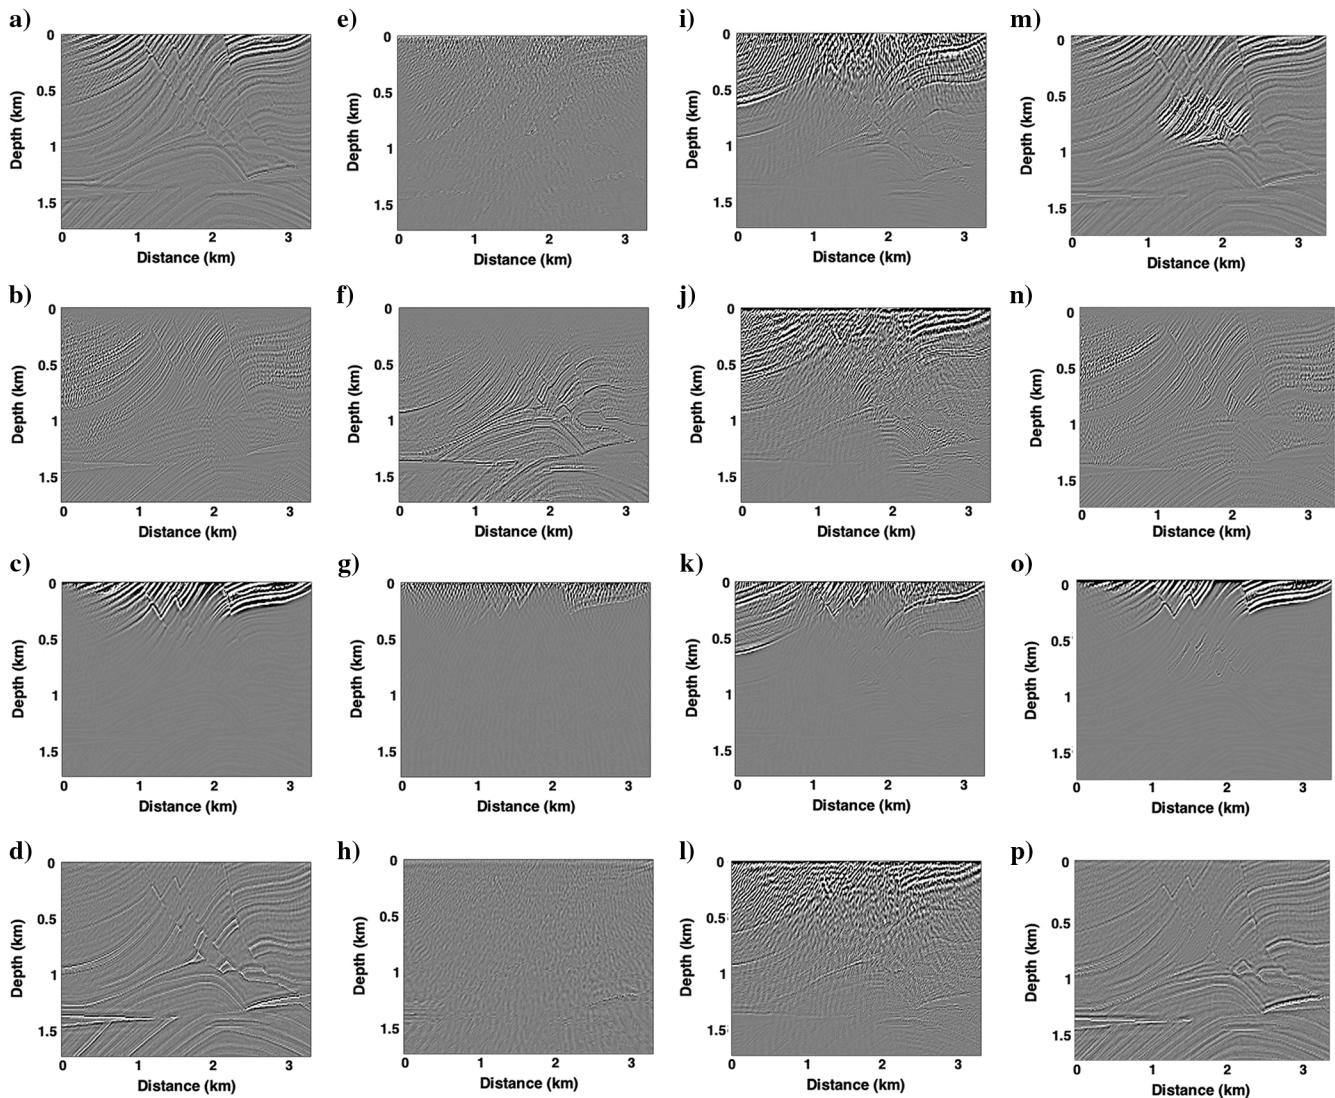 a) e) i) m)
0 0 0 0
0.5 0.5 0.5 0.5
1 1 1 1
1.5 1.5 1.5 1.5
Depth (km) Depth (km) Depth (km) Depth (km)
0 1 2 3 0 1 2 3 0 1 2 3 0 1 2 3
Distance (km) Distance (km) Distance (km) Distance (km)
b) f) j) n)
0 0 0 0
0.5 0.5 0.5 0.5
1 1 1 1
1.5 1.5 1.5 1.5
Depth (km) Depth (km) Depth (km) Depth (km)
0 1 2 3 0 1 2 3 0 1 2 3 0 1 2 3
Distance (km) Distance (km) Distance (km) Distance (km)
c) g) k) o)
0 0 0 0
0.5 0.5 0.5 0.5
1 1 1 1
1.5 1.5 1.5 1.5
Depth (km) Depth (km) Depth (km) Depth (km)
0 1 2 3 0 1 2 3 0 1 2 3 0 1 2 3
Distance (km) Distance (km) Distance (km) Distance (km)
d) h) l) p)
0 0 0 0
0.5 0.5 0.5 0.5
1 1 1 1
1.5 1.5 1.5 1.5
Depth (km) Depth (km) Depth (km) Depth (km)
0 1 2 3 0 1 2 3 0 1 2 3 0 1 2 3
Distance (km) Distance (km) Distance (km) Distance (km)